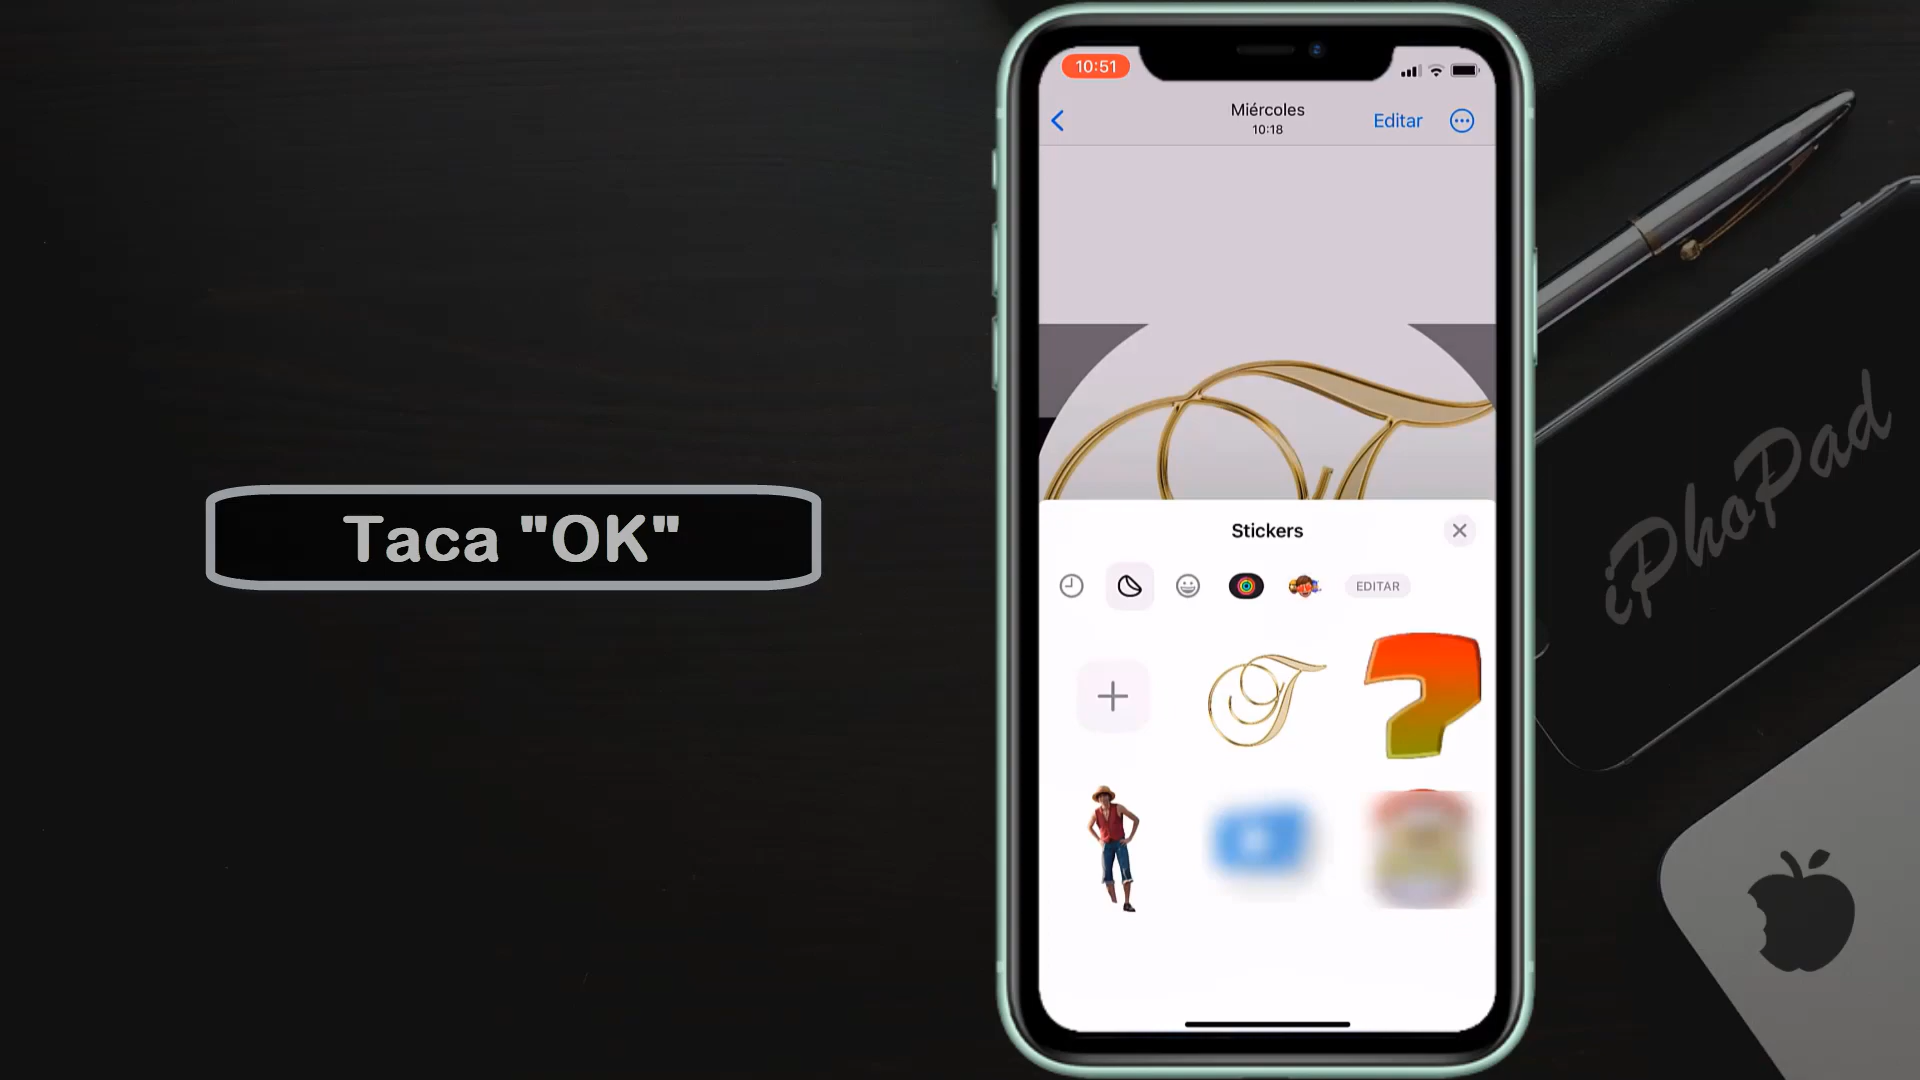 Taca "OK"
10:51
Miércoles
10:18
Editar
Stickers
EDITAR
iPhoPad